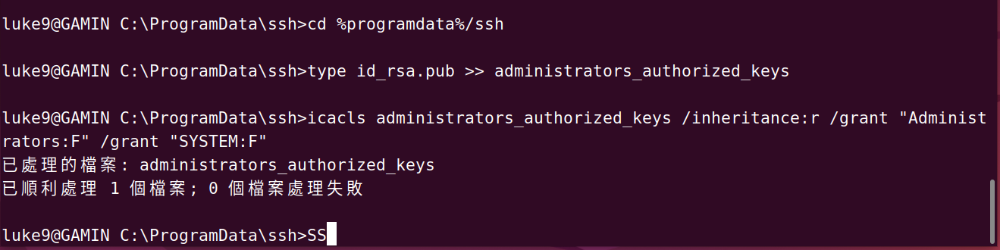 luke9@GAMIN C:\ProgramData\ssh>cd %programdata%/ssh
luke9@GAMIN C:\ProgramData\ssh>type id_rsa.pub >> administrators_authorized_keys
luke9@GAMIN C:\ProgramData\ssh>icacls administrators_authorized_keys /inheritance:r /grant "Administ
rators:F" /grant "SYSTEM:F"
已處理的檔案: administrators_authorized_keys
已順利處理 1 個檔案; 0 個檔案處理失敗
luke9@GAMIN C:\ProgramData\ssh>SS